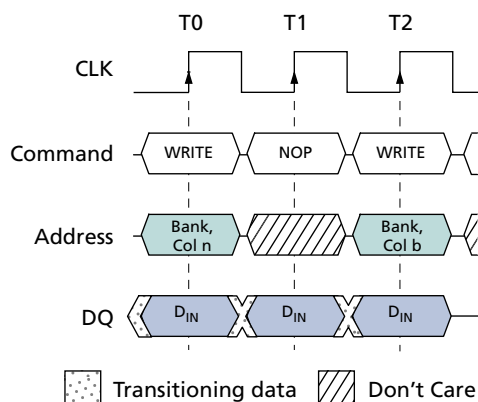 T0 T1 T2
CLK
Command WRITE NOP WRITE
Address Bank, Col n Bank, Col b
DQ DIN DIN DIN
Transitioning data Don't Care